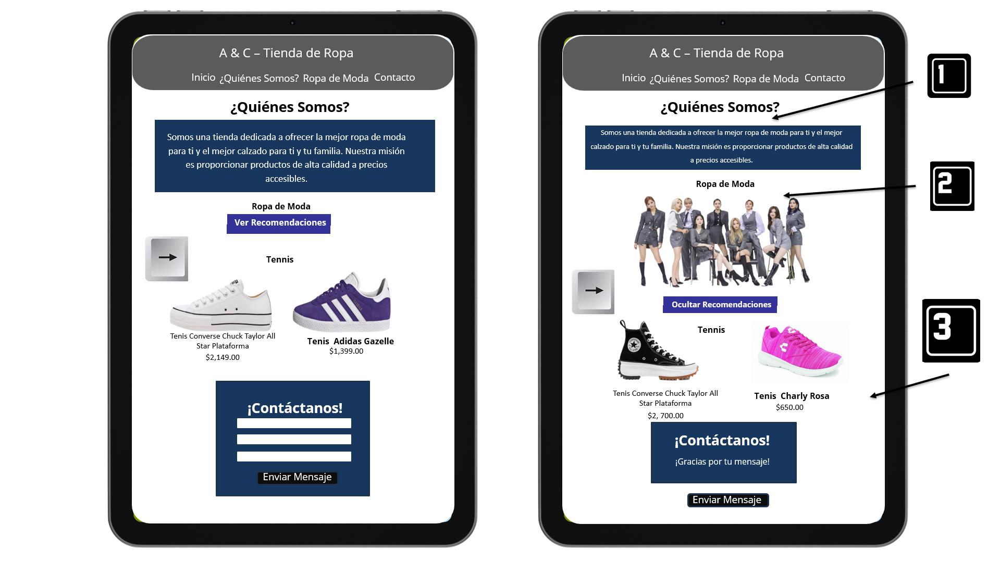 A & C – Tienda de Ropa
Inicio ¿Quiénes Somos? Ropa de Moda Contacto
¿Quiénes Somos?
Somos una tienda dedicada a ofrecer la mejor ropa de moda
para ti y el mejor calzado para ti y tu familia. Nuestra misión
es proporcionar productos de alta calidad a precios
accesibles.
Ropa de Moda
Ver Recomendaciones
Tennis
Tenis Converse Chuck Taylor All
Star Plataforma
$2,149.00
Tenis  Adidas Gazelle
$1,399.00
¡Contáctanos!
Enviar Mensaje
A & C – Tienda de Ropa
Inicio ¿Quiénes Somos? Ropa de Moda Contacto
¿Quiénes Somos?
Somos una tienda dedicada a ofrecer la mejor ropa de moda para ti y el mejor
calzado para ti y tu familia. Nuestra misión es proporcionar productos de alta calidad
a precios accesibles.
Ropa de Moda
Ocultar Recomendaciones
Tennis
Tenis Converse Chuck Taylor All
Star Plataforma
$2, 700.00
Tenis  Charly Rosa
$650.00
¡Contáctanos!
¡Gracias por tu mensaje!
Enviar Mensaje
1
2
3